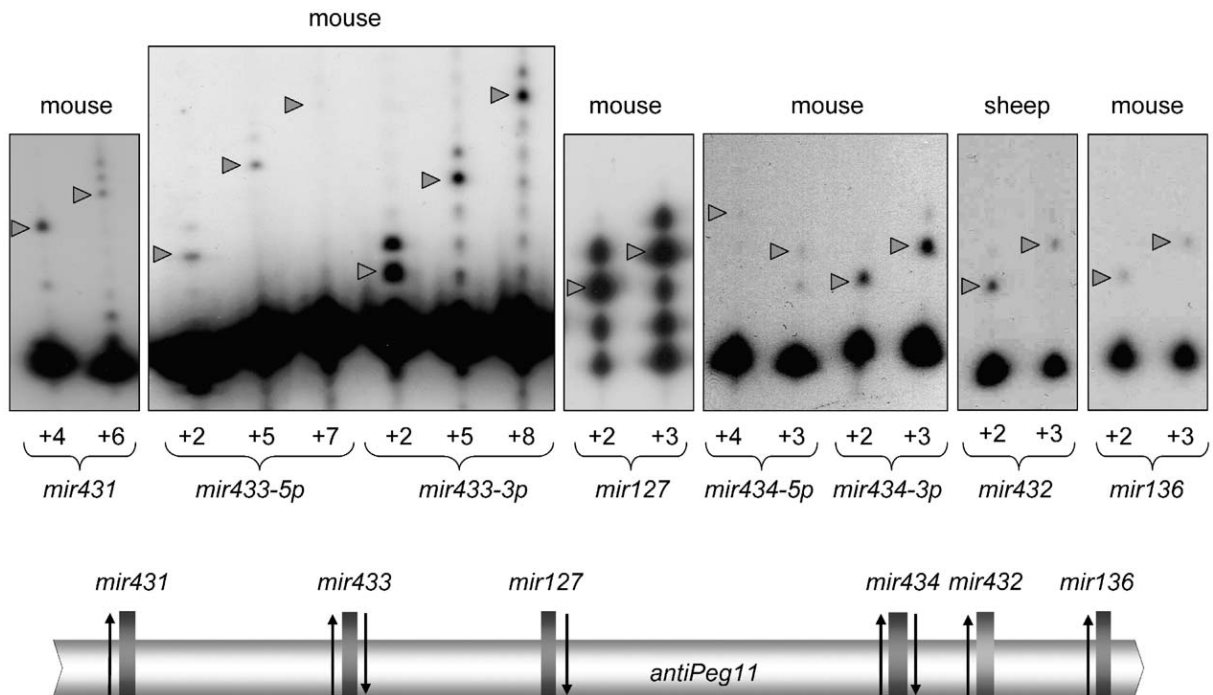 mouse
mouse mouse mouse sheep mouse
+4 +6 +2 +5 +7 +2 +5 +8 +2 +3 +4 +3 +2 +3 +2 +3 +2 +3
mir431 mir433-5p mir433-3p mir127 mir434-5p mir434-3p mir432 mir136
mir431 mir433 mir127 mir434 mir432 mir136
antiPeg11